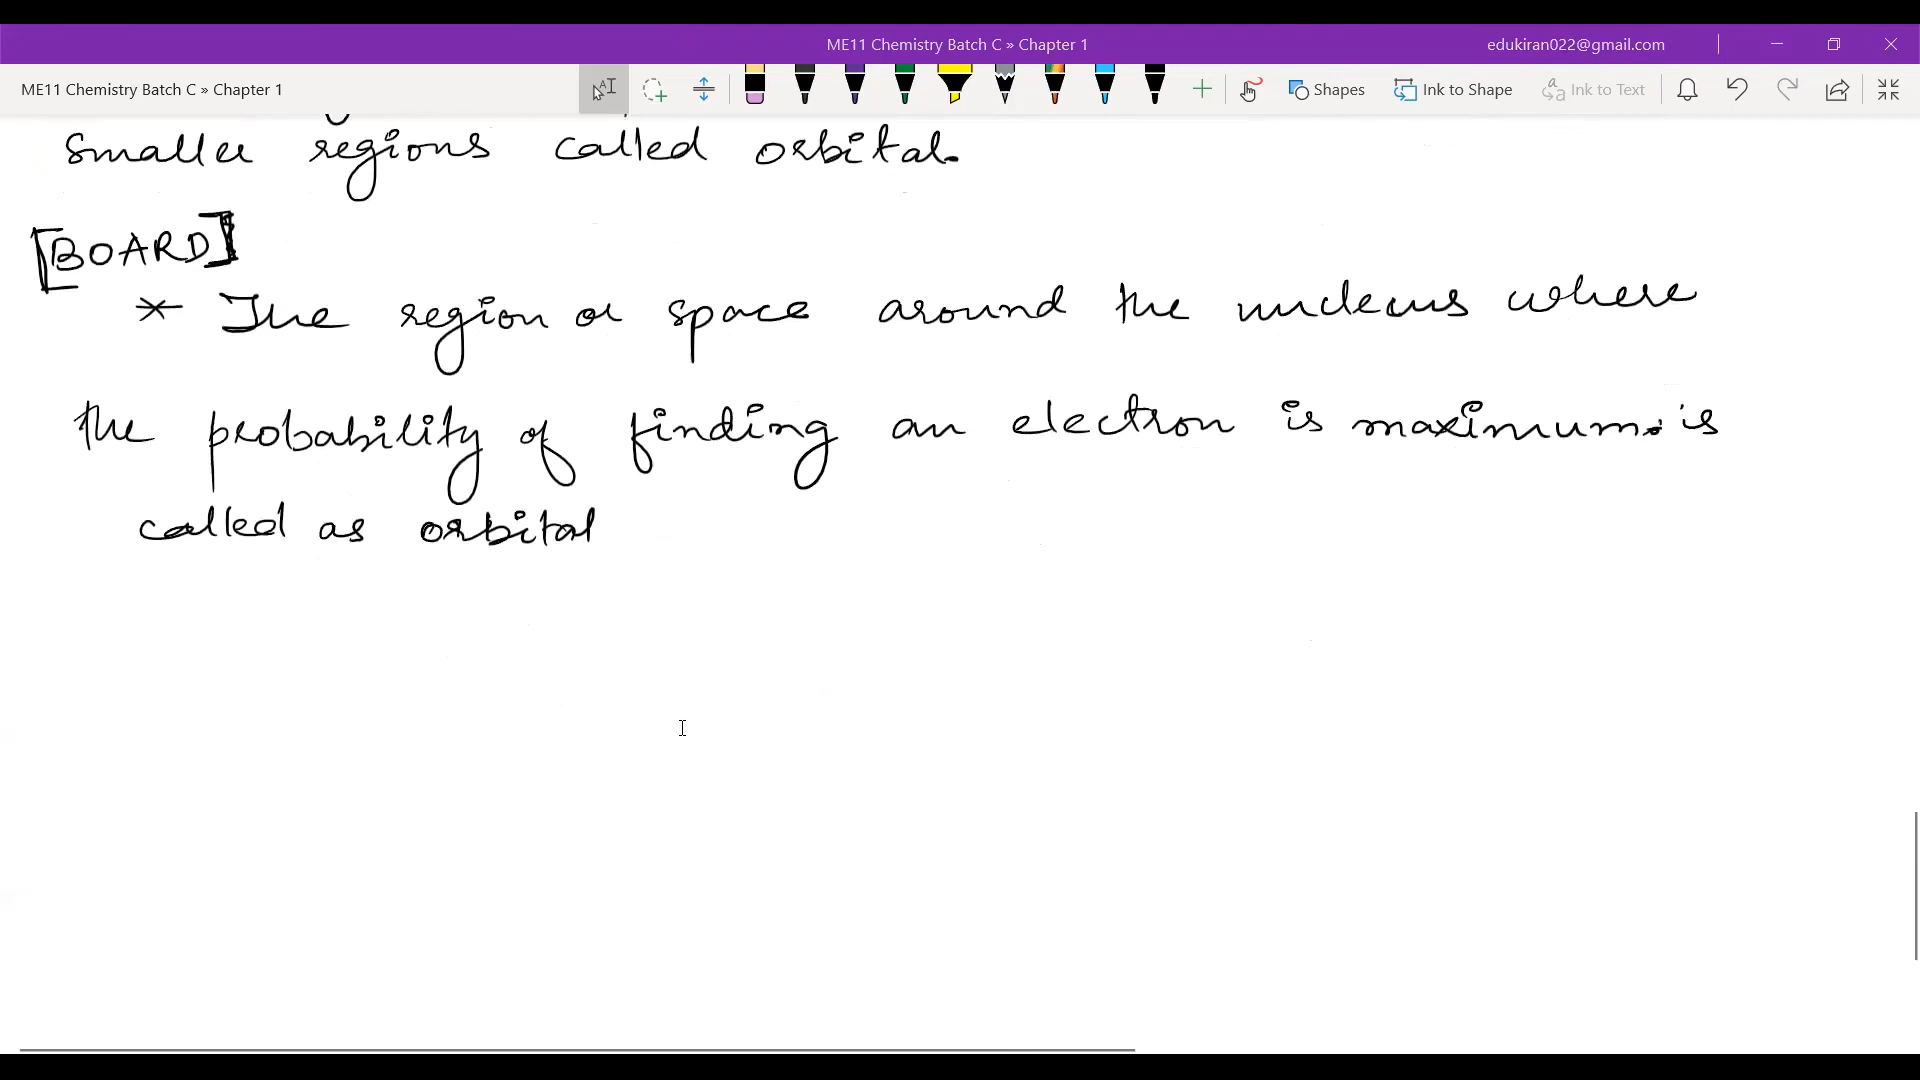 ME11 Chemistry Batch C » Chapter 1
edukiran022@gmail.com
ME11 Chemistry Batch C » Chapter 1
Shapes
Ink to Shape
Ink to Text
Smaller regions called orbital.
[BOARD]
* The region or space around the nucleus where
the probability of finding an electron is maximum. is
called as orbital